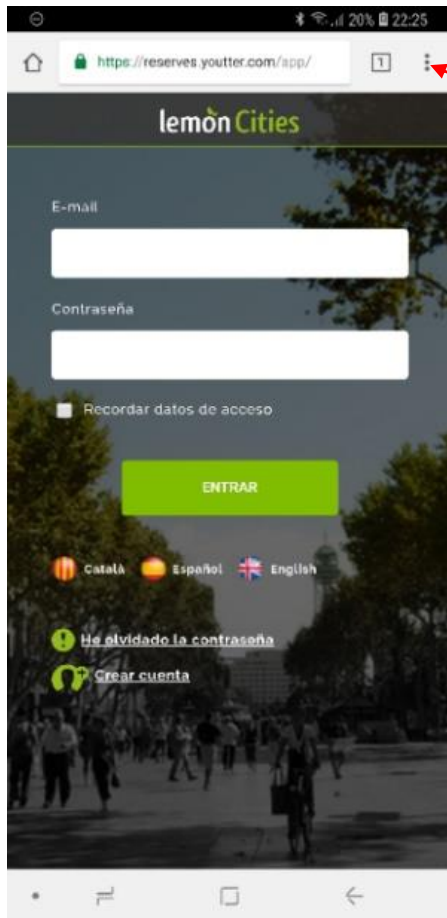 20% 22:25
https://reserves.youtter.com/app/
1
lemon Cities
E-mail
Contraseña
Recordar datos de acceso
ENTRAR
Català Español English
He olvidado la contraseña
Crear cuenta